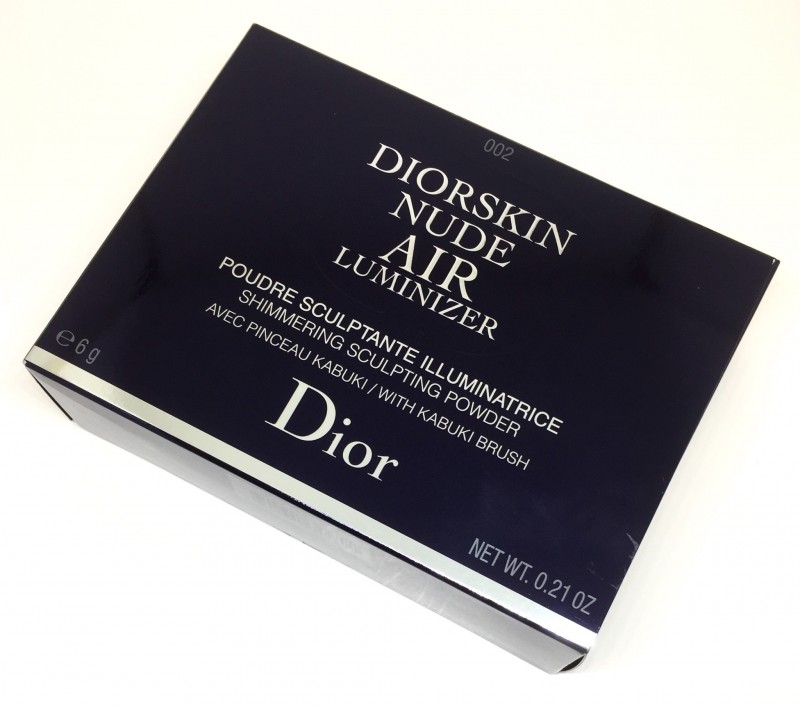 002
DIORSKIN
NUDE
AIR
LUMINIZER
POUDRE SCULPTANTE ILLUMINATRICE
SHIMMERING SCULPTING POWDER
AVEC PINCEAU KABUKI / WITH KABUKI BRUSH
Dior
℮ 6 g
NET WT. 0.21 OZ